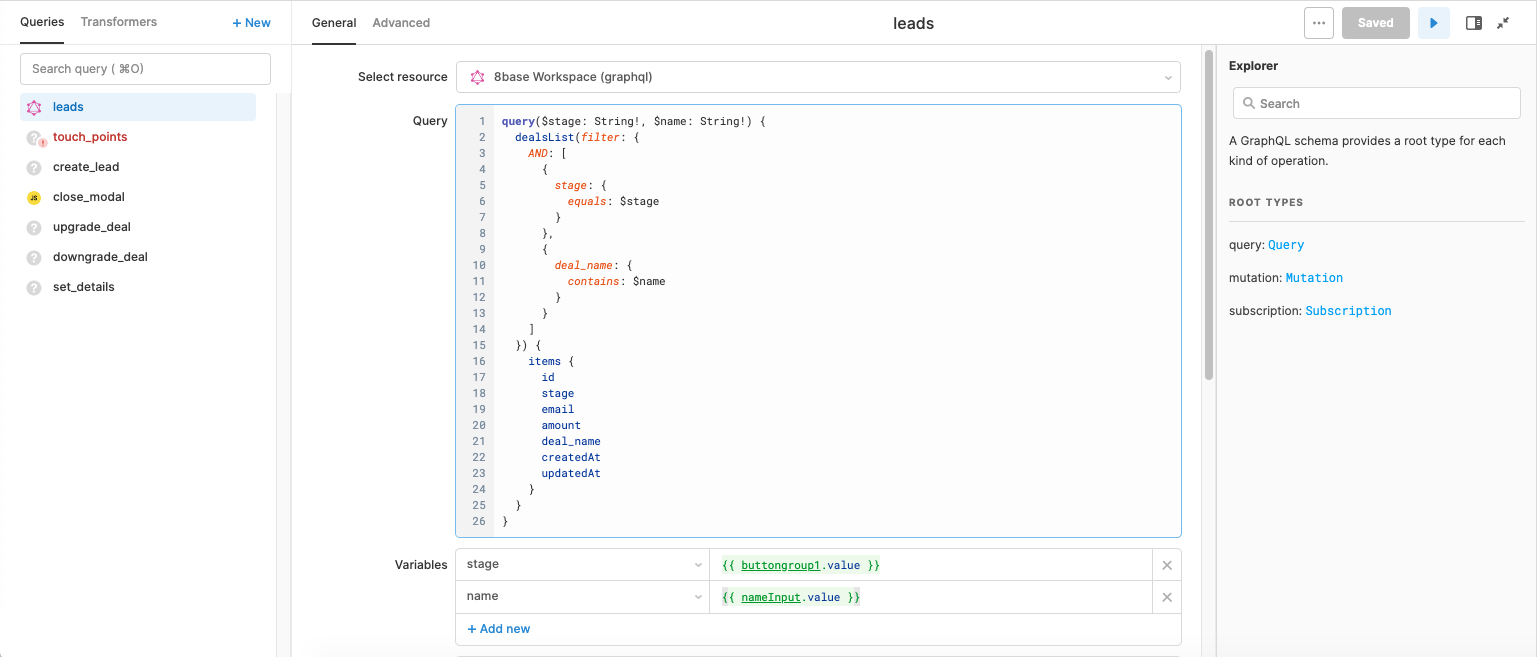 Queries Transformers + New
Search query ( ⌘O)
leads
touch_points
create_lead
JS close_modal
upgrade_deal
downgrade_deal
set_details
General Advanced
leads
Saved
Select resource 8base Workspace (graphql)
Query
1 query($stage: String!, $name: String!) {
2 dealsList(filter: {
3 AND: [
4 {
5 stage: {
6 equals: $stage
7 }
8 },
9 {
10 deal_name: {
11 contains: $name
12 }
13 }
14 ]
15 }) {
16 items {
17 id
18 stage
19 email
20 amount
21 deal_name
22 createdAt
23 updatedAt
24 }
25 }
26 }
Variables stage {{ buttongroup1.value }}
name {{ nameInput.value }}
+ Add new
Explorer
Search
A GraphQL schema provides a root type for each
kind of operation.
ROOT TYPES
query: Query
mutation: Mutation
subscription: Subscription